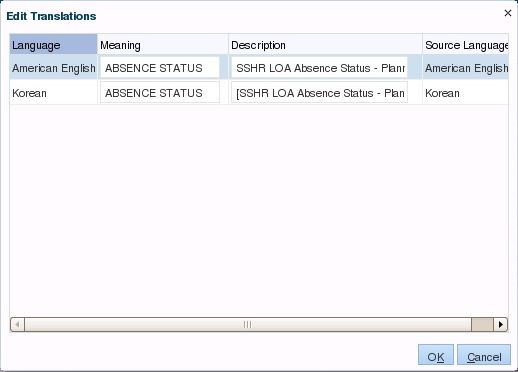 Edit Translations
Language Meaning Description Source Language
American English ABSENCE STATUS SSHR LOA Absence Status - Plan American English
Korean ABSENCE STATUS [SSHR LOA Absence Status - Plan Korean
OK Cancel